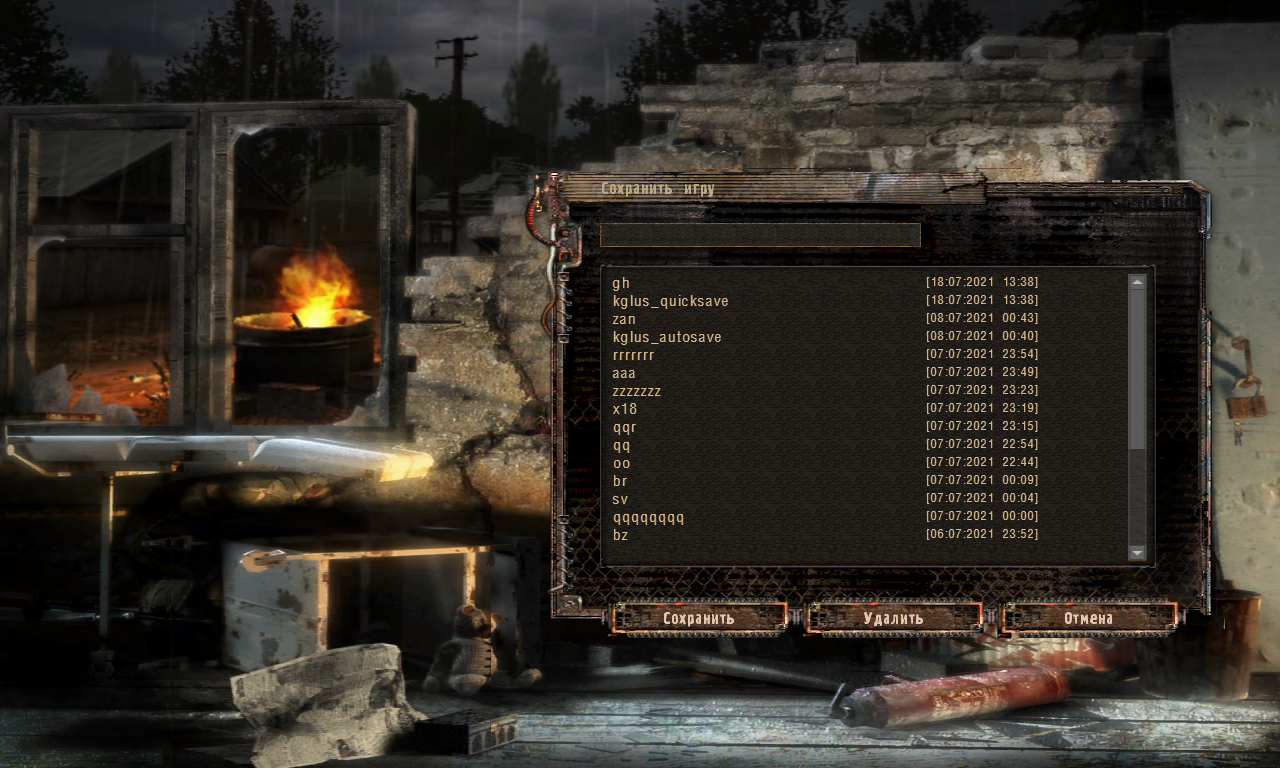 Сохранить игру
gh [18:07:2021 13:38]
kglus_quicksave [18:07:2021 13:38]
zan [08:07:2021 00:43]
kglus_autosave [08:07:2021 00:40]
rrrrrrr [07:07:2021 23:54]
aaa [07:07:2021 23:49]
zzzzzzz [07:07:2021 23:23]
x18 [07:07:2021 23:19]
qqr [07:07:2021 23:15]
qq [07:07:2021 22:54]
oo [07:07:2021 22:44]
br [07:07:2021 00:09]
sv [07:07:2021 00:04]
qqqqqqqq [07:07:2021 00:00]
bz [06:07:2021 23:52]
Сохранить Удалить Отмена